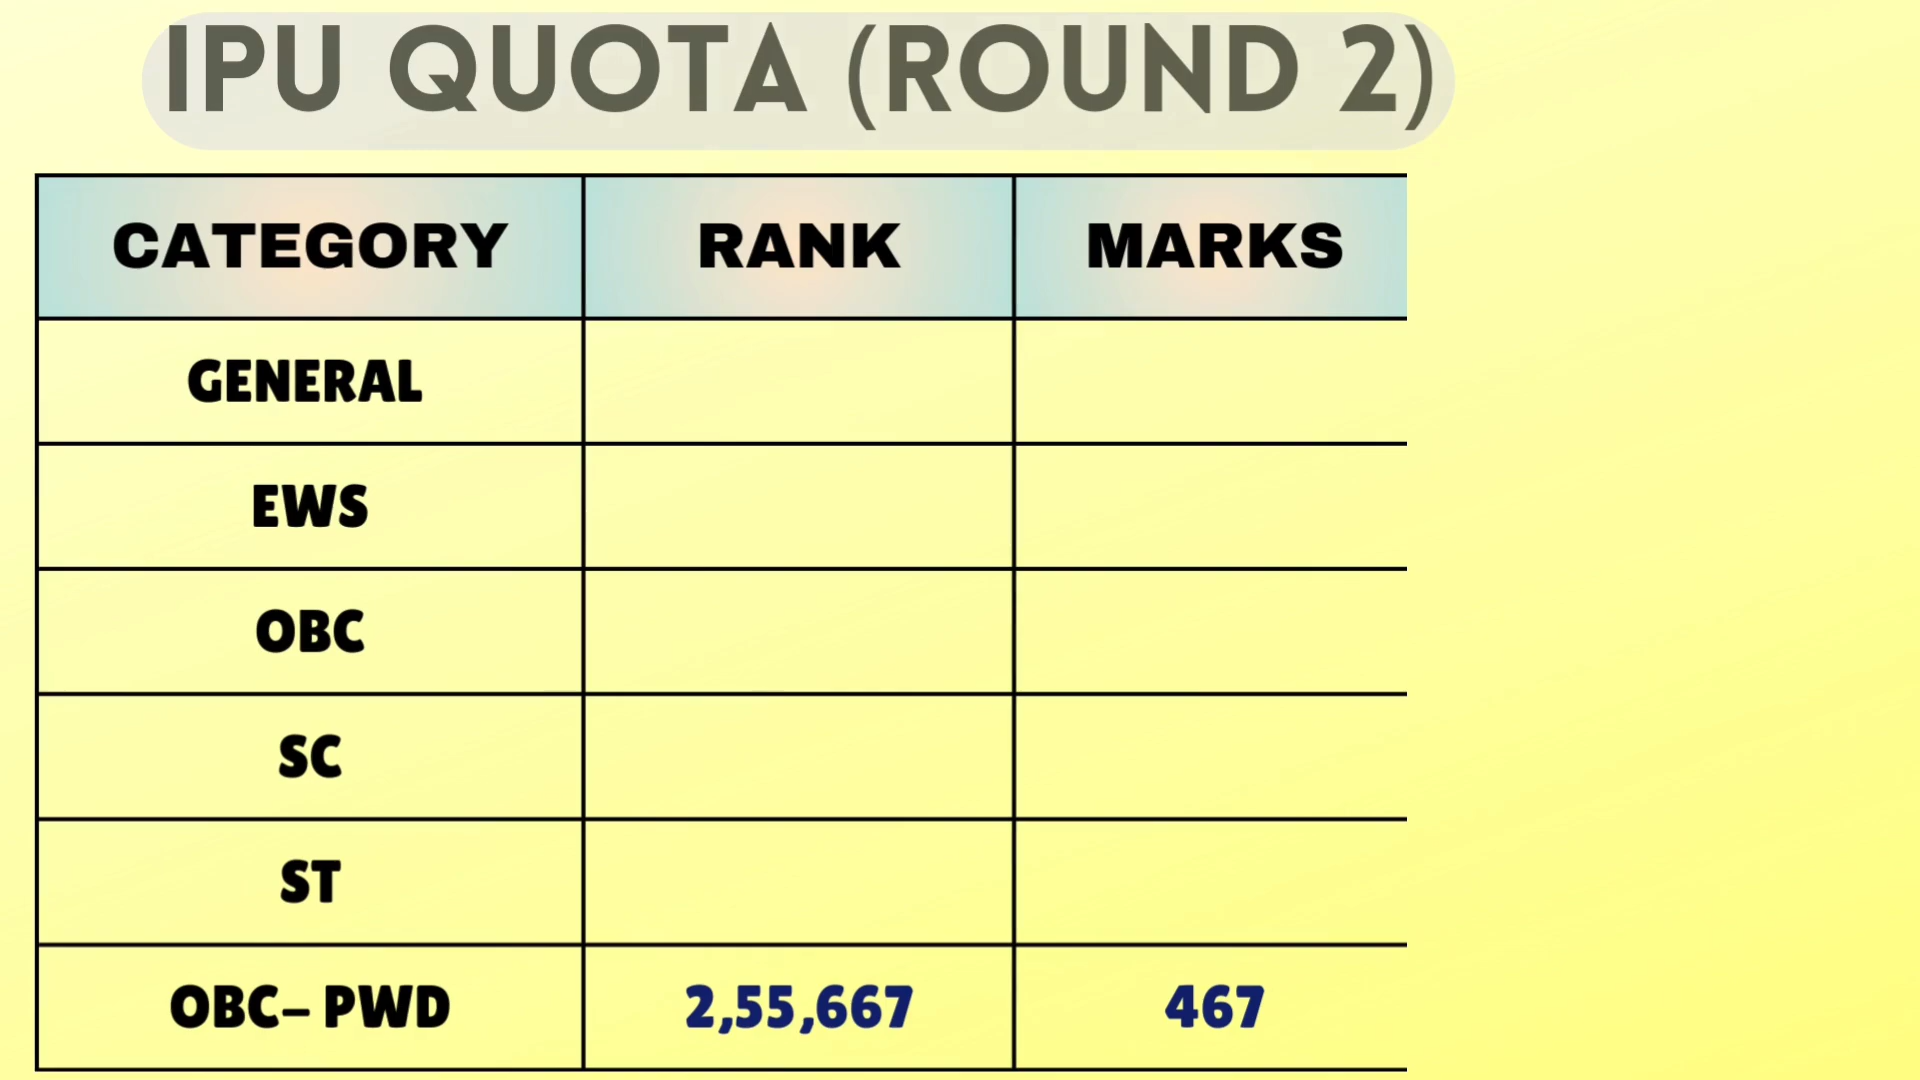 IPU QUOTA (ROUND 2)
CATEGORY RANK MARKS
GENERAL
EWS
OBC
SC
ST
OBC- PWD 2,55,667 467